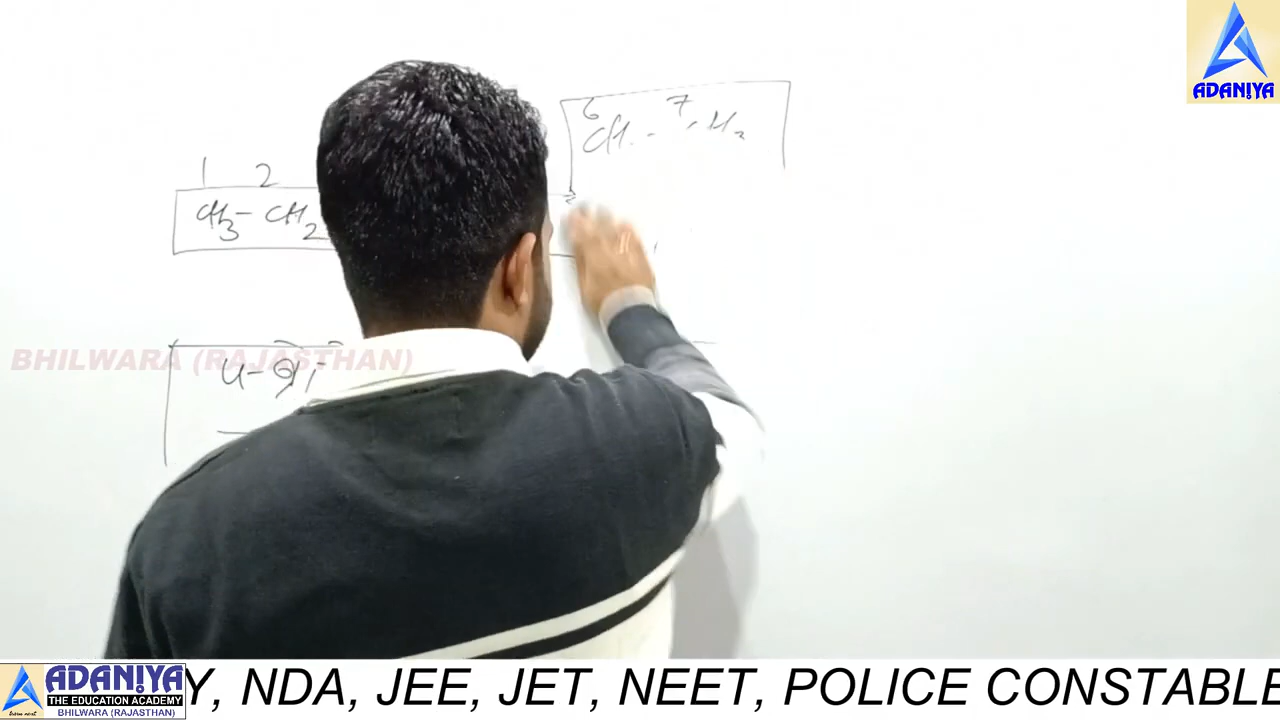 ADANIYA
6 7
CH2 - CH3
1 2
CH3 - CH2
BHILWARA (RAJASTHAN)
4-
ADANIYA
THE EDUCATION ACADEMY
BHILWARA (RAJASTHAN)
Y, NDA, JEE, JET, NEET, POLICE CONSTABLE